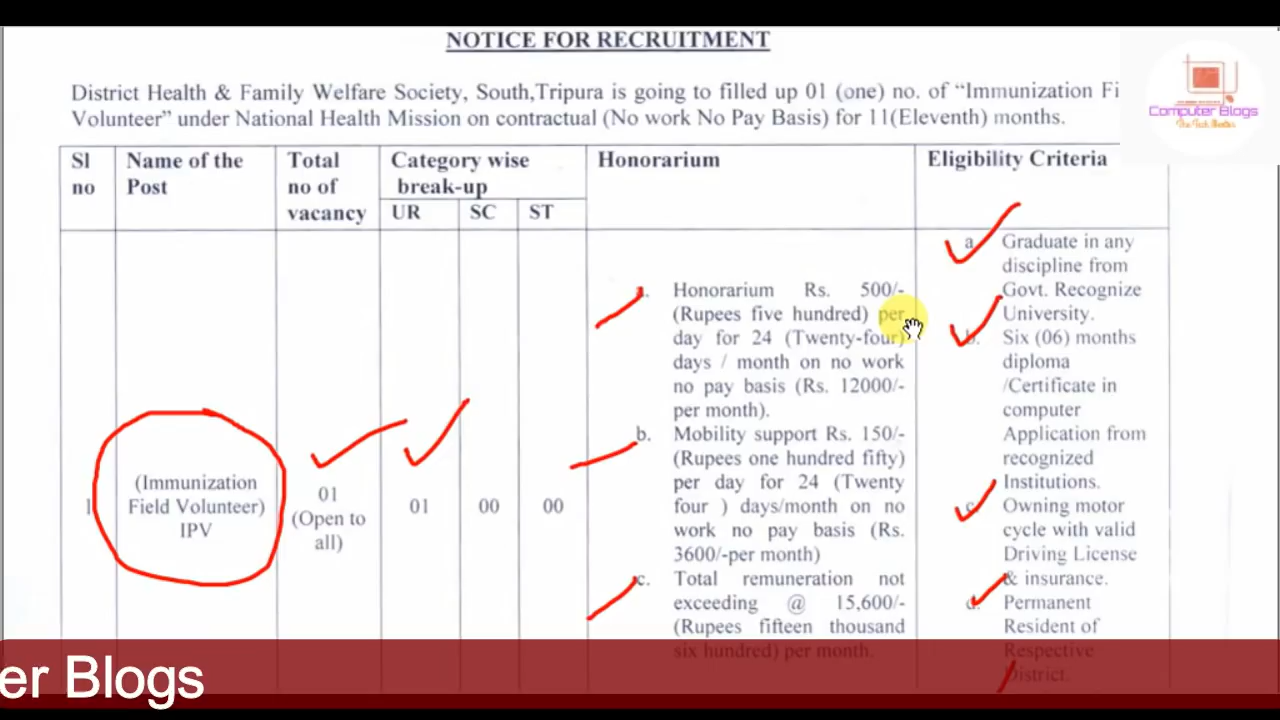 NOTICE FOR RECRUITMENT
District Health & Family Welfare Society, South,Tripura is going to filled up 01 (one) no. of “Immunization Fi
Volunteer” under National Health Mission on contractual (No work No Pay Basis) for 11(Eleventh) months.
Computer Blogs
The Tech Master
Sl no
Name of the Post
Total no of vacancy
Category wise break-up
UR
SC
ST
Honorarium
Eligibility Criteria
1
(Immunization
Field Volunteer)
IPV
01
(Open to
all)
01
00
00
a. Honorarium Rs. 500/-
(Rupees five hundred) per
day for 24 (Twenty-four)
days / month on no work
no pay basis (Rs. 12000/-
per month).
b. Mobility support Rs. 150/-
(Rupees one hundred fifty)
per day for 24 (Twenty
four ) days/month on no
work no pay basis (Rs.
3600/-per month)
c. Total remuneration not
exceeding @ 15,600/-
(Rupees fifteen thousand
six hundred) per month.
a Graduate in any
discipline from
Govt. Recognize
University.
b. Six (06) months
diploma
/Certificate in
computer
Application from
recognized
Institutions.
c. Owning motor
cycle with valid
Driving License
& insurance.
d. Permanent
Resident of
Respective
District.
er Blogs